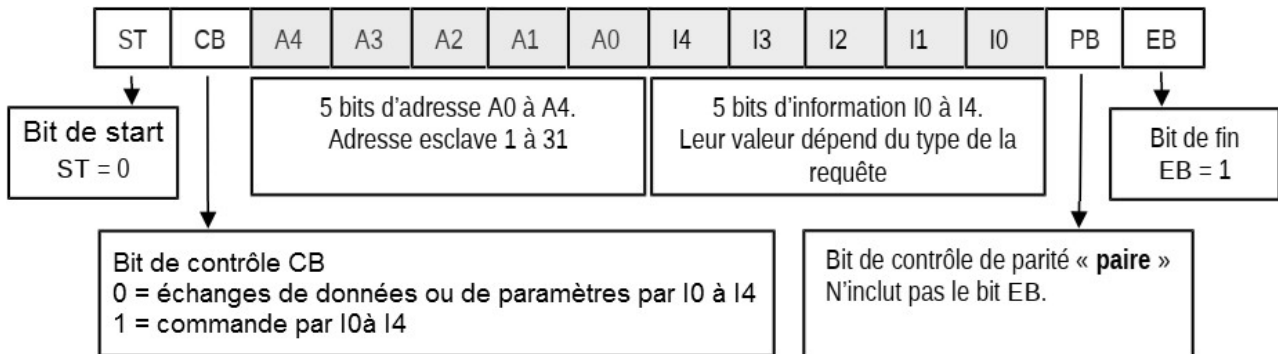 ST CB A4 A3 A2 A1 A0 I4 I3 I2 I1 I0 PB EB
Bit de start
ST = 0
5 bits d’adresse A0 à A4.
Adresse esclave 1 à 31
5 bits d’information I0 à I4.
Leur valeur dépend du type de la
requête
Bit de fin
EB = 1
Bit de contrôle CB
0 = échanges de données ou de paramètres par I0 à I4
1 = commande par I0à I4
Bit de contrôle de parité « paire »
N’inclut pas le bit EB.